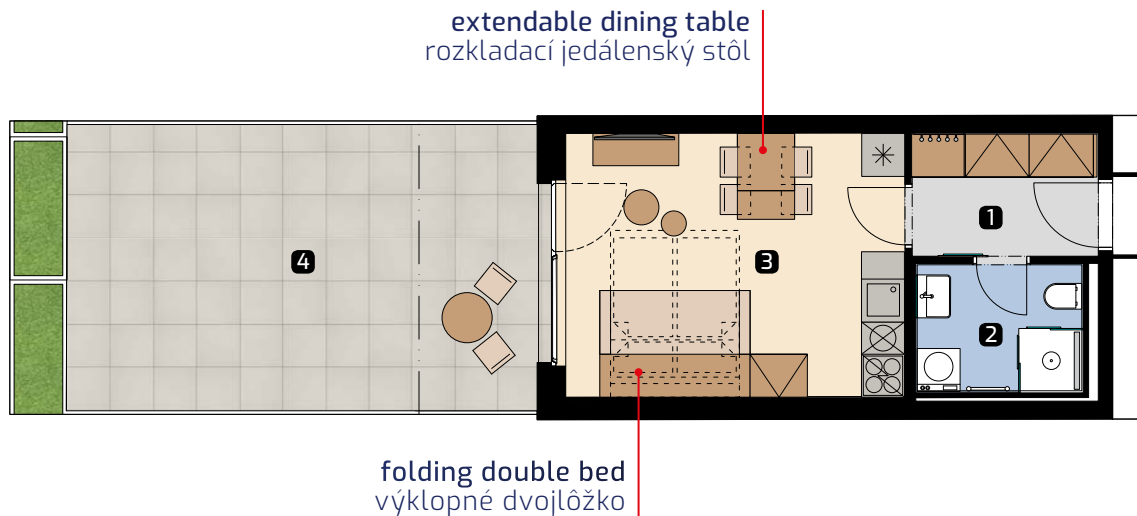 extendable dining table
rozkladací jedálenský stôl
1
4
3
2
folding double bed
výklopné dvojlôžko